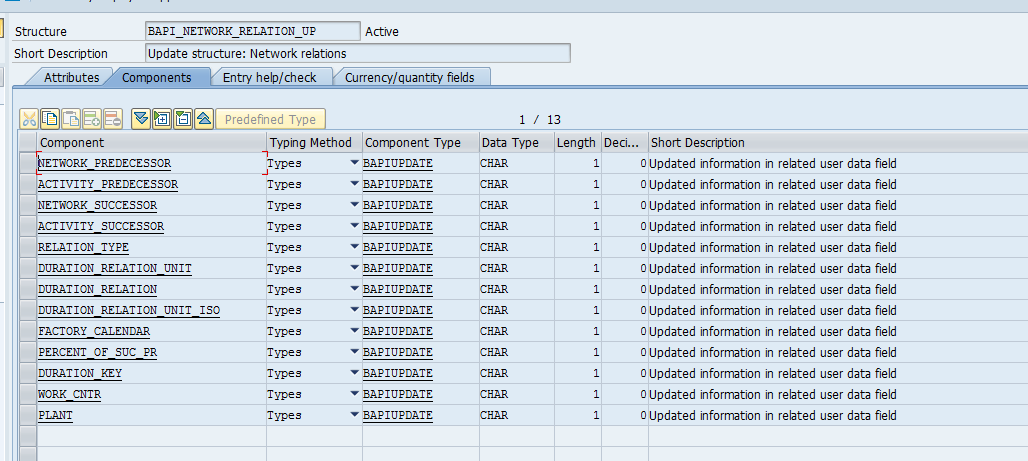 Structure BAPI_NETWORK_RELATION_UP Active
Short Description Update structure: Network relations
Attributes Components Entry help/check Currency/quantity fields
Predefined Type 1 / 13
Component Typing Method Component Type Data Type Length Deci... Short Description
NETWORK_PREDECESSOR Types BAPIUPDATE CHAR 1 0 Updated information in related user data field
ACTIVITY_PREDECESSOR Types BAPIUPDATE CHAR 1 0 Updated information in related user data field
NETWORK_SUCCESSOR Types BAPIUPDATE CHAR 1 0 Updated information in related user data field
ACTIVITY_SUCCESSOR Types BAPIUPDATE CHAR 1 0 Updated information in related user data field
RELATION_TYPE Types BAPIUPDATE CHAR 1 0 Updated information in related user data field
DURATION_RELATION_UNIT Types BAPIUPDATE CHAR 1 0 Updated information in related user data field
DURATION_RELATION Types BAPIUPDATE CHAR 1 0 Updated information in related user data field
DURATION_RELATION_UNIT_ISO Types BAPIUPDATE CHAR 1 0 Updated information in related user data field
FACTORY_CALENDAR Types BAPIUPDATE CHAR 1 0 Updated information in related user data field
PERCENT_OF_SUC_PR Types BAPIUPDATE CHAR 1 0 Updated information in related user data field
DURATION_KEY Types BAPIUPDATE CHAR 1 0 Updated information in related user data field
WORK_CNTR Types BAPIUPDATE CHAR 1 0 Updated information in related user data field
PLANT Types BAPIUPDATE CHAR 1 0 Updated information in related user data field